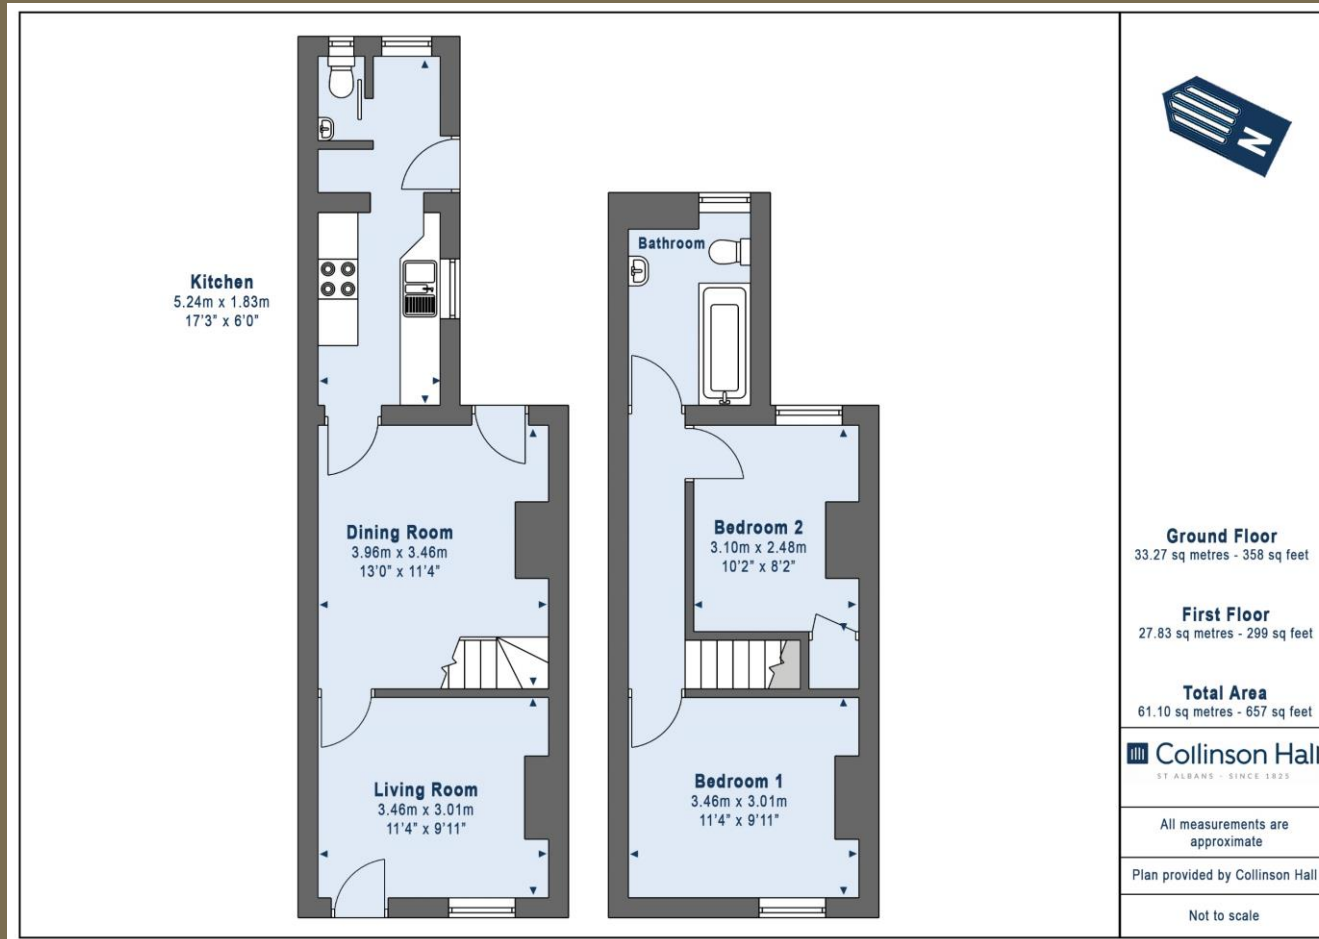 Kitchen
5.24m x 1.83m
17'3" x 6'0"
Dining Room
3.96m x 3.46m
13'0" x 11'4"
Living Room
3.46m x 3.01m
11'4" x 9'11"
Bathroom
Bedroom 2
3.10m x 2.48m
10'2" x 8'2"
Bedroom 1
3.46m x 3.01m
11'4" x 9'11"
N
Ground Floor
33.27 sq metres - 358 sq feet
First Floor
27.83 sq metres - 299 sq feet
Total Area
61.10 sq metres - 657 sq feet
Collinson Hall
ST ALBANS - SINCE 1825
All measurements are
approximate
Plan provided by Collinson Hall
Not to scale